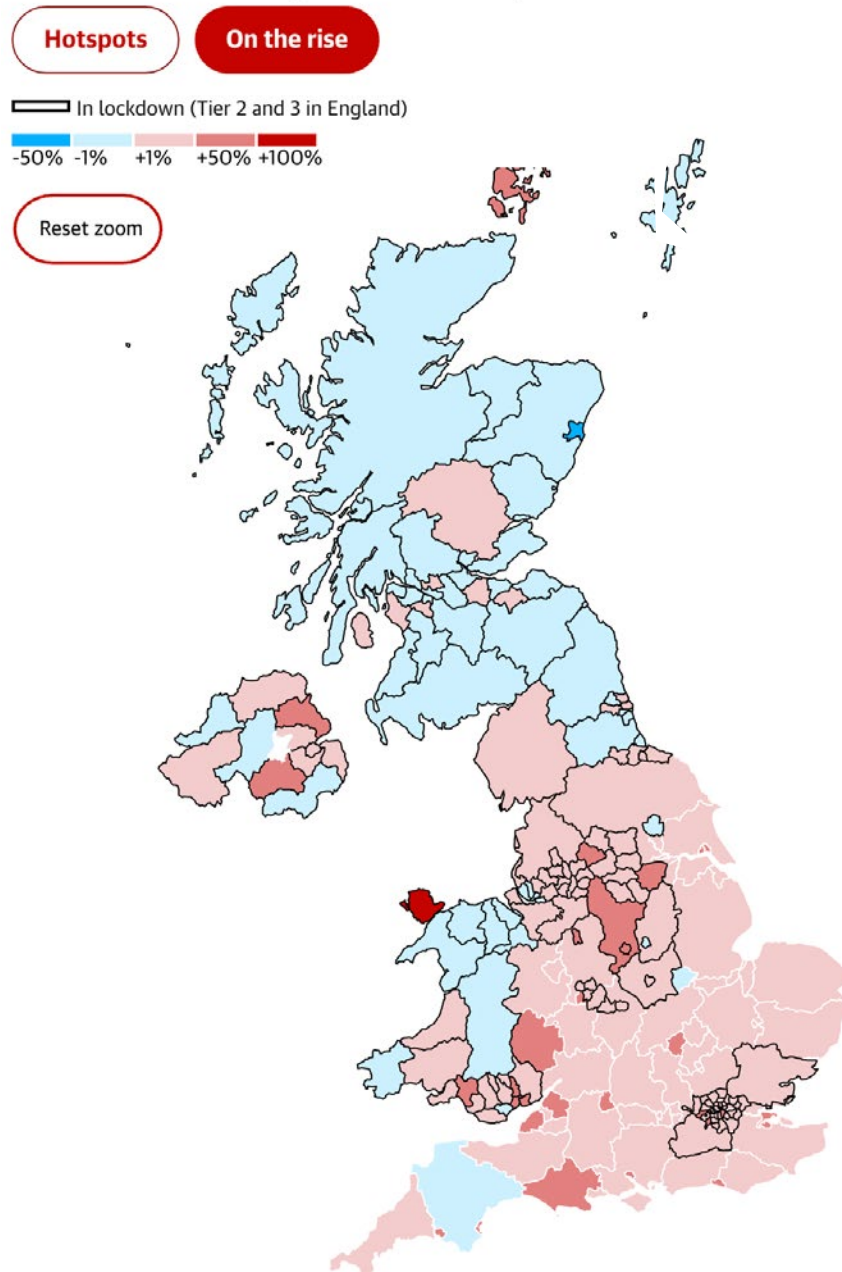 Hotspots On the rise
In lockdown (Tier 2 and 3 in England)
-50% -1% +1% +50% +100%
Reset zoom